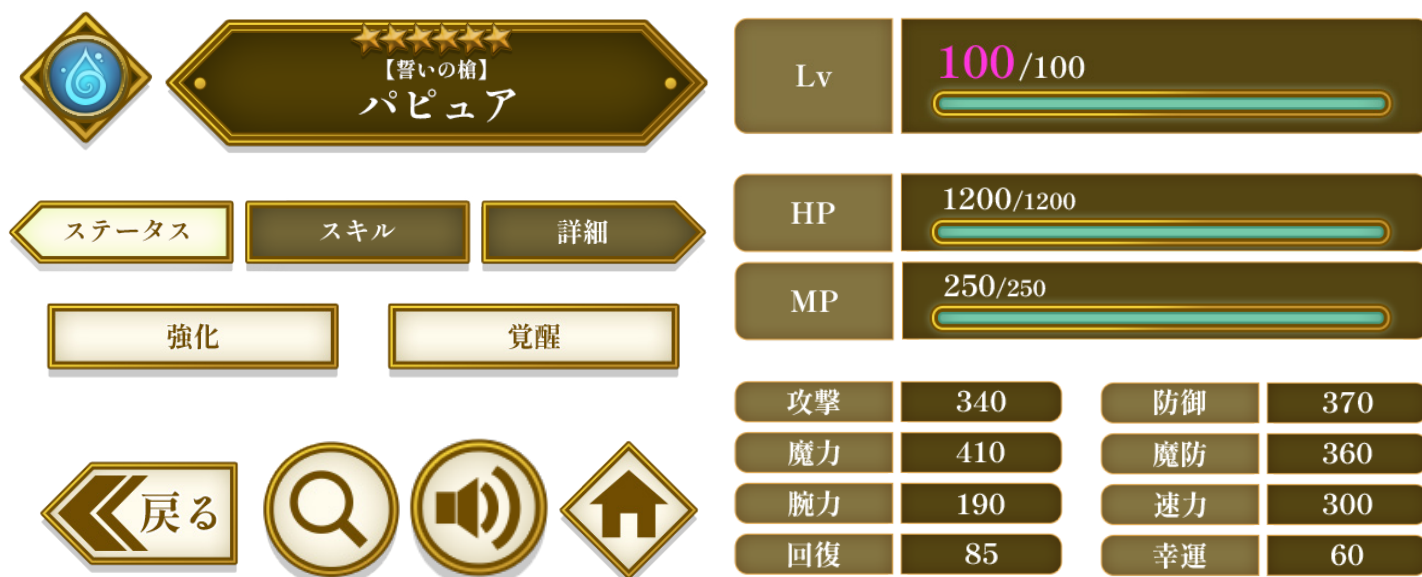 【誓いの槍】
パピュア
ステータス
スキル
詳細
強化
覚醒
戻る
Lv
100/100
HP
1200/1200
MP
250/250
攻撃 340
防御 370
魔力 410
魔防 360
腕力 190
速力 300
回復 85
幸運 60